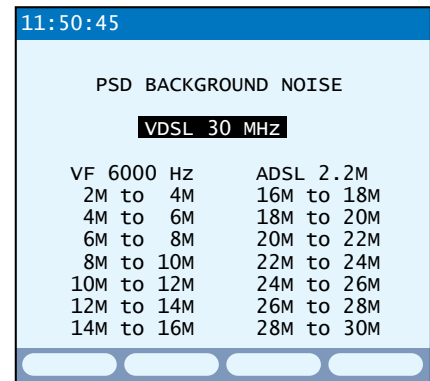 11:50:45
PSD BACKGROUND NOISE
VDSL 30 MHz
VF 6000 Hz ADSL 2.2M
2M to 4M 16M to 18M
4M to 6M 18M to 20M
6M to 8M 20M to 22M
8M to 10M 22M to 24M
10M to 12M 24M to 26M
12M to 14M 26M to 28M
14M to 16M 28M to 30M